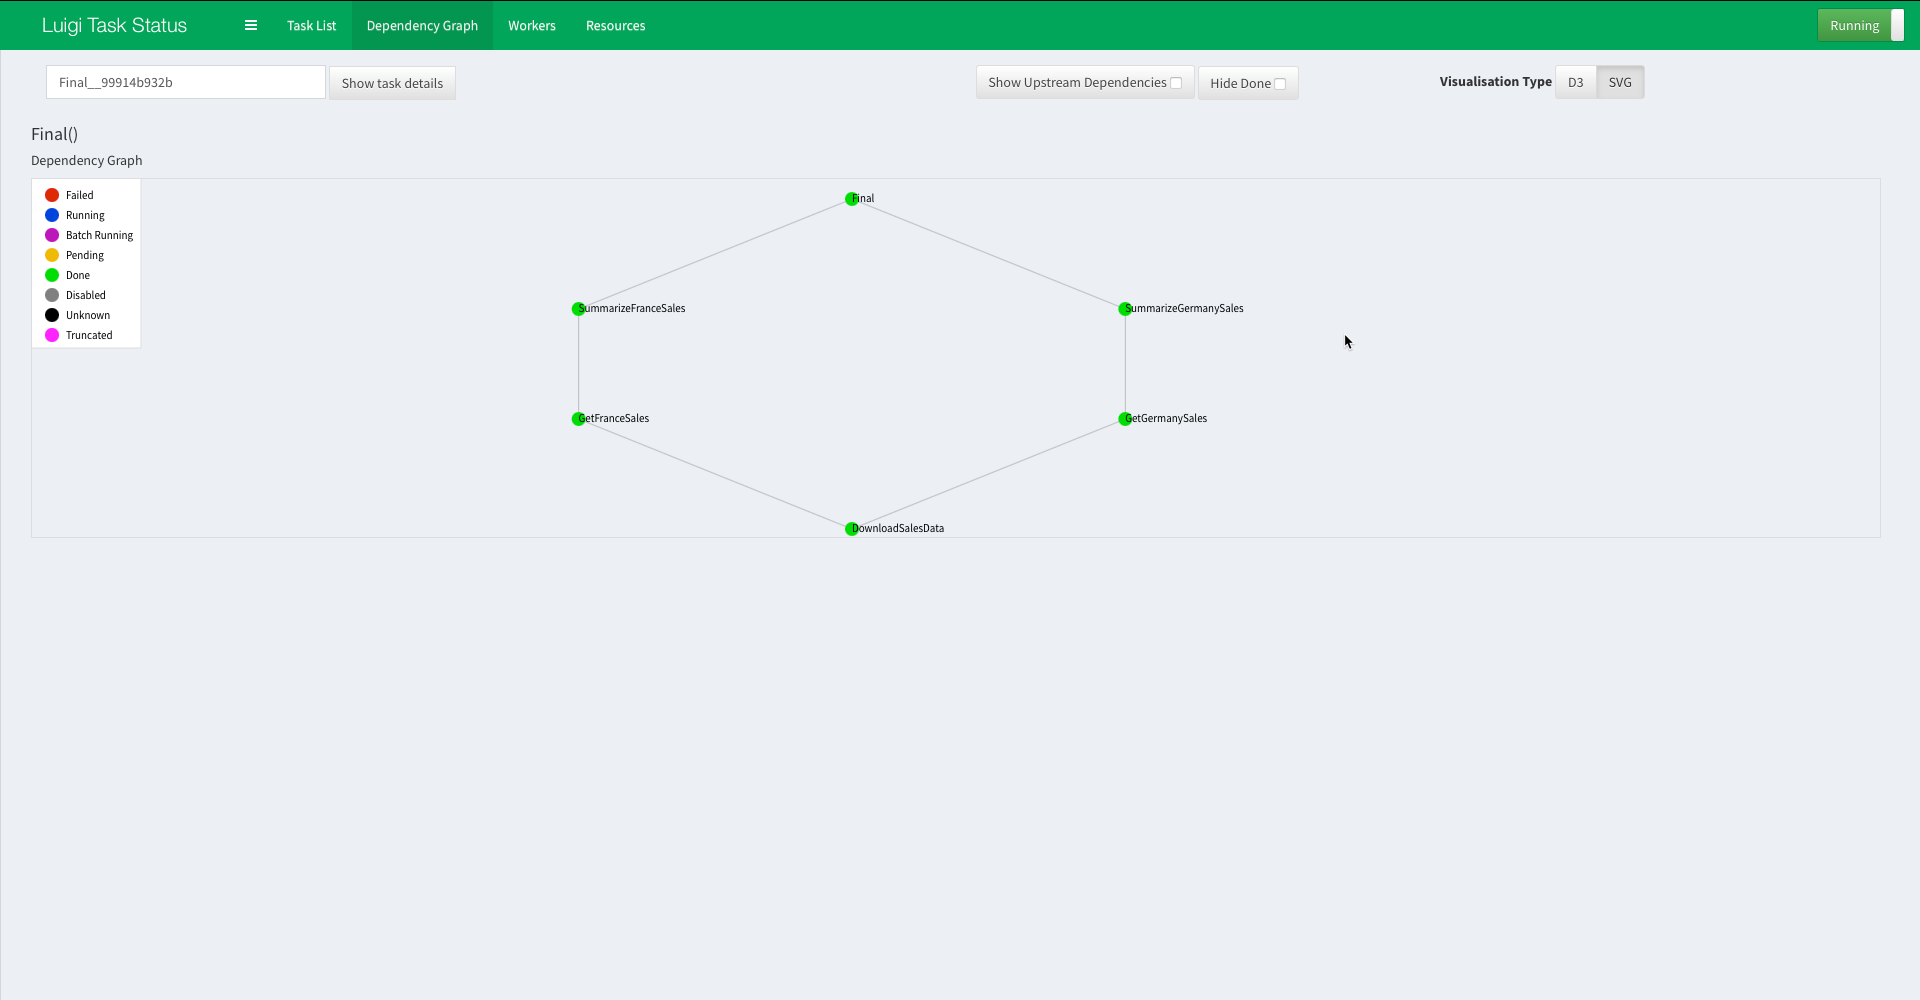 Luigi Task Status
Task List
Dependency Graph
Workers
Resources
Running
Final__99914b932b
Show task details
Show Upstream Dependencies
Hide Done
Visualisation Type
D3
SVG
Final()
Dependency Graph
Failed
Running
Batch Running
Pending
Done
Disabled
Unknown
Truncated
Final
SummarizeFranceSales
SummarizeGermanySales
GetFranceSales
GetGermanySales
DownloadSalesData